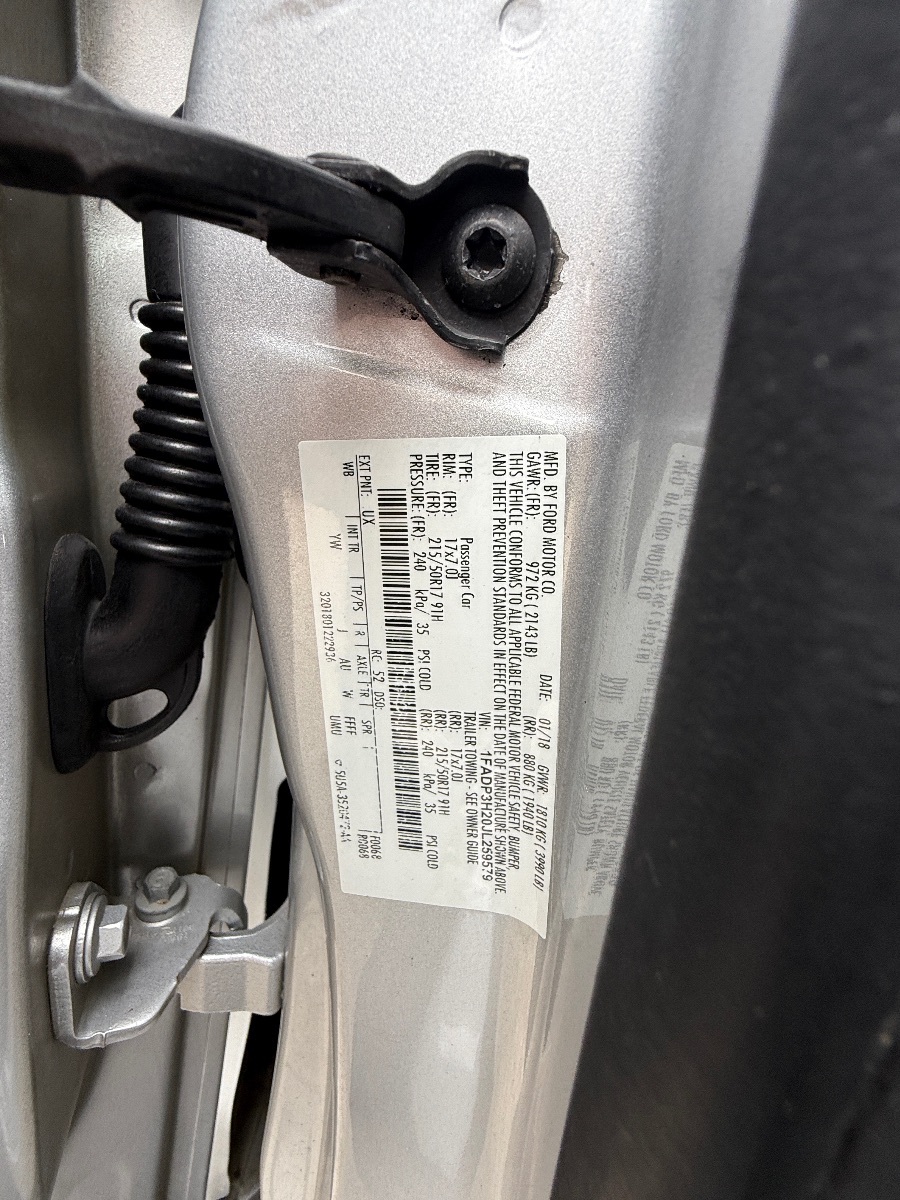 MFD. BY FORD MOTOR CO.
DATE: 01/18 GVWR: 1810 KG ( 3990 LB)
GAWR: (FR): 972 KG ( 2143 LB) (RR): 880 KG ( 1940 LB)
THIS VEHICLE CONFORMS TO ALL APPLICABLE FEDERAL MOTOR VEHICLE SAFETY, BUMPER,
AND THEFT PREVENTION STANDARDS IN EFFECT ON THE DATE OF MANUFACTURE SHOWN ABOVE.
VIN: 1FADP3H20JL259579
TYPE: Passenger Car TRAILER TOWING - SEE OWNER GUIDE
RIM: (FR): 17x7.0J (RR): 17x7.0J
TIRE: (FR): 215/50R17 91H (RR): 215/50R17 91H
PRESSURE: (FR): 240 kPa/ 35 PSI COLD (RR): 240 kPa/ 35 PSI COLD
EXT PNT: UX RC: 52 DSO: F0068
WB INT TR TP/PS R AXLE TR SPR R0068
YW J AU W FFFF
UMU
3201801222936